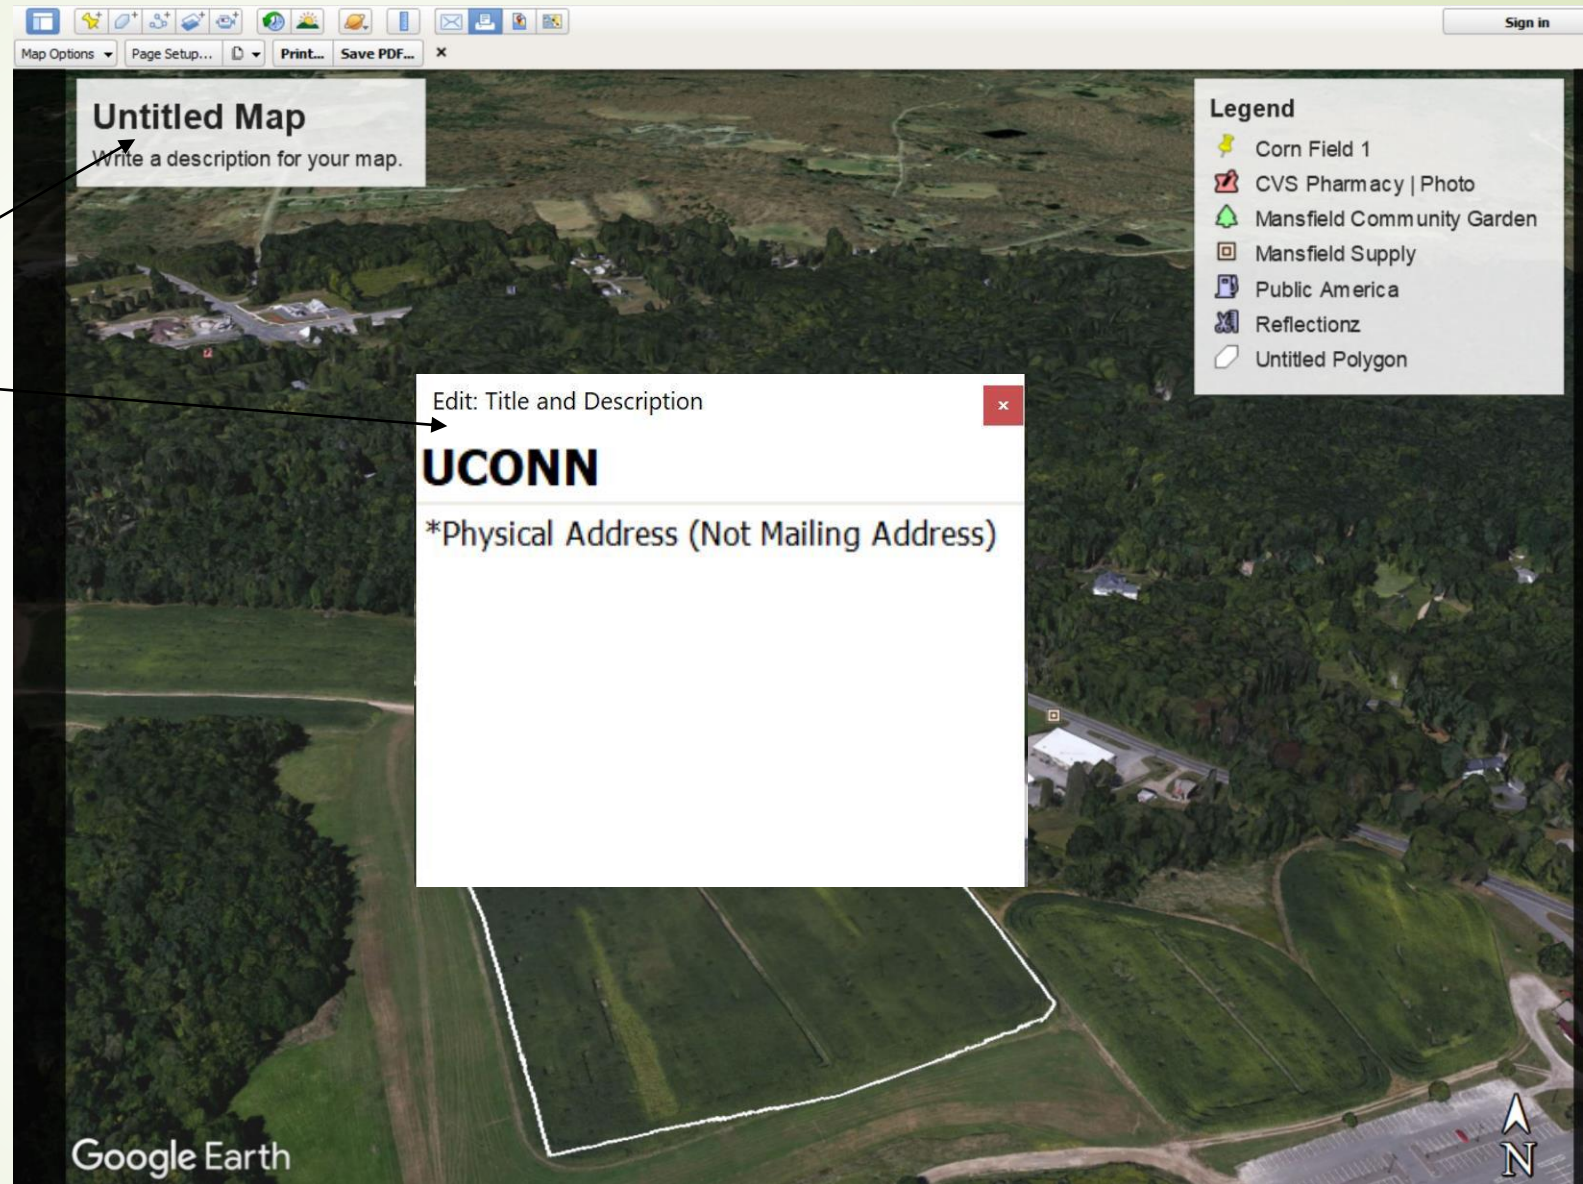 Sign in
Map Options Page Setup... Print... Save PDF... ×
Untitled Map
Write a description for your map.
Legend
Corn Field 1
CVS Pharmacy | Photo
Mansfield Community Garden
Mansfield Supply
Public America
Reflectionz
Untitled Polygon
Edit: Title and Description ×
UCONN
*Physical Address (Not Mailing Address)
Google Earth
N